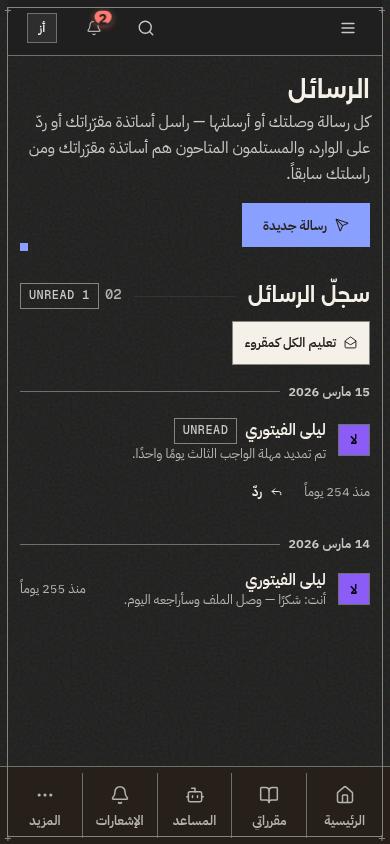 أز
2
الرسائل
كل رسالة وصلتك أو أرسلتها — راسل أساتذة مقرّراتك أو ردّ
على الوارد، والمستلمون المتاحون هم أساتذة مقرّراتك ومن
راسلتك سابقاً.
رسالة جديدة
سجلّ الرسائل
02 UNREAD 1
تعليم الكل كمقروء
15 مارس 2026
لا
ليلى الفيتوري UNREAD
تم تمديد مهلة الواجب الثالث يومًا واحدًا.
منذ 254 يوماً ردّ
14 مارس 2026
لا
ليلى الفيتوري
منذ 255 يوماً
أنت: شكرًا — وصل الملف وسأراجعه اليوم.
الرئيسية مقرراتي المساعد الإشعارات المزيد